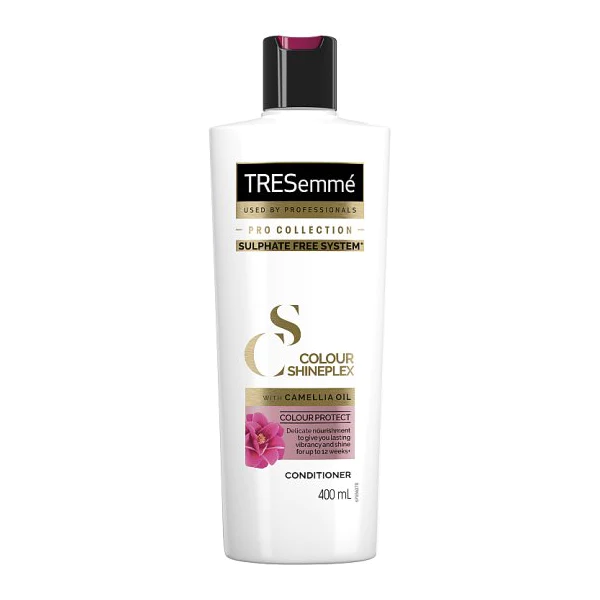 TRESemmé
USED BY PROFESSIONALS
PRO COLLECTION
SULPHATE FREE SYSTEM*
CS
COLOUR
SHINEPLEX
WITH CAMELLIA OIL
COLOUR PROTECT
Delicate nourishment
to give you lasting
vibrancy and shine
for up to 12 weeks+
CONDITIONER
400 mL